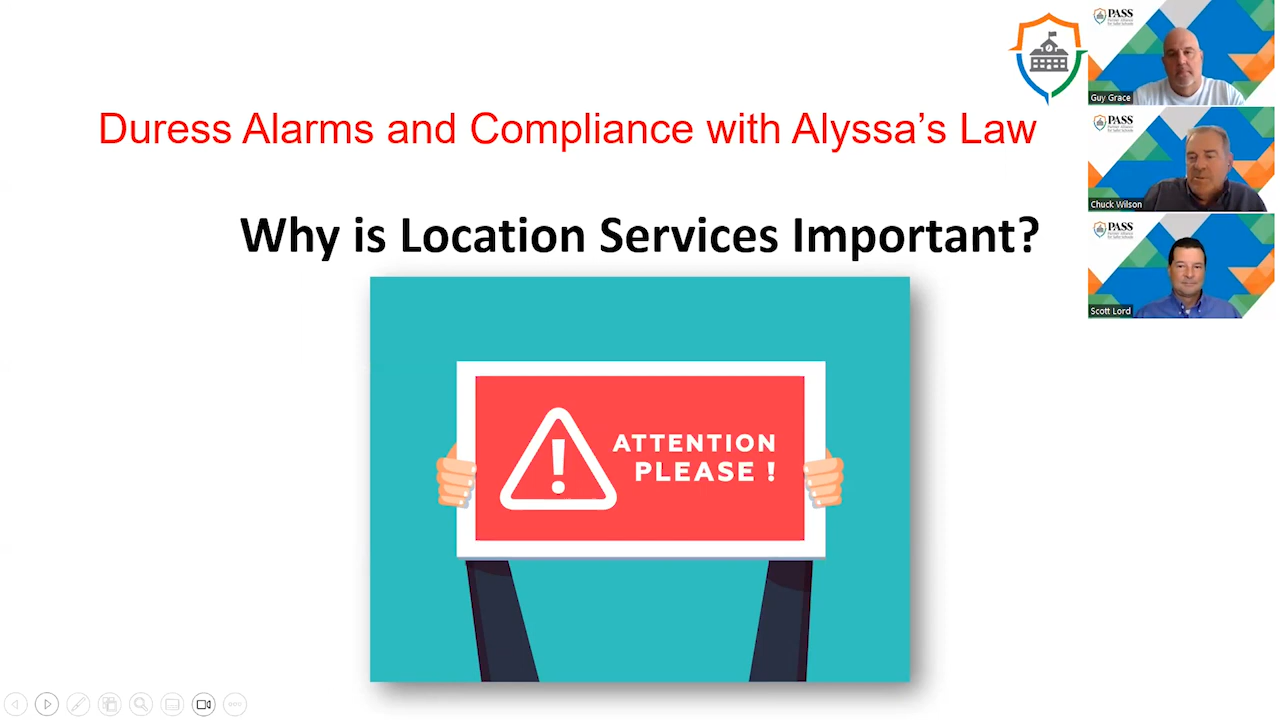 Duress Alarms and Compliance with Alyssa's Law
Why is Location Services Important?
ATTENTION
PLEASE !
PASS
Guy Grace
PASS
Chuck Wilson
PASS
Scott Lord